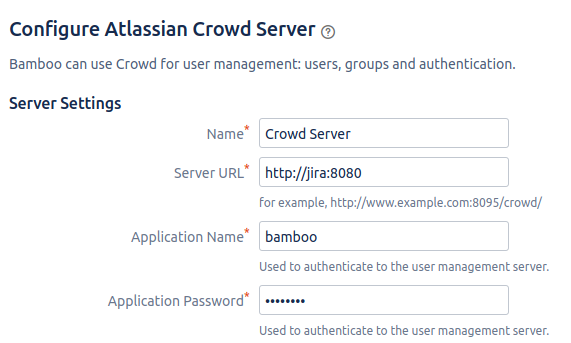 Configure Atlassian Crowd Server ?
Bamboo can use Crowd for user management: users, groups and authentication.
Server Settings
Name* Crowd Server
Server URL* http://jira:8080
for example, http://www.example.com:8095/crowd/
Application Name* bamboo
Used to authenticate to the user management server.
Application Password* ••••••••
Used to authenticate to the user management server.